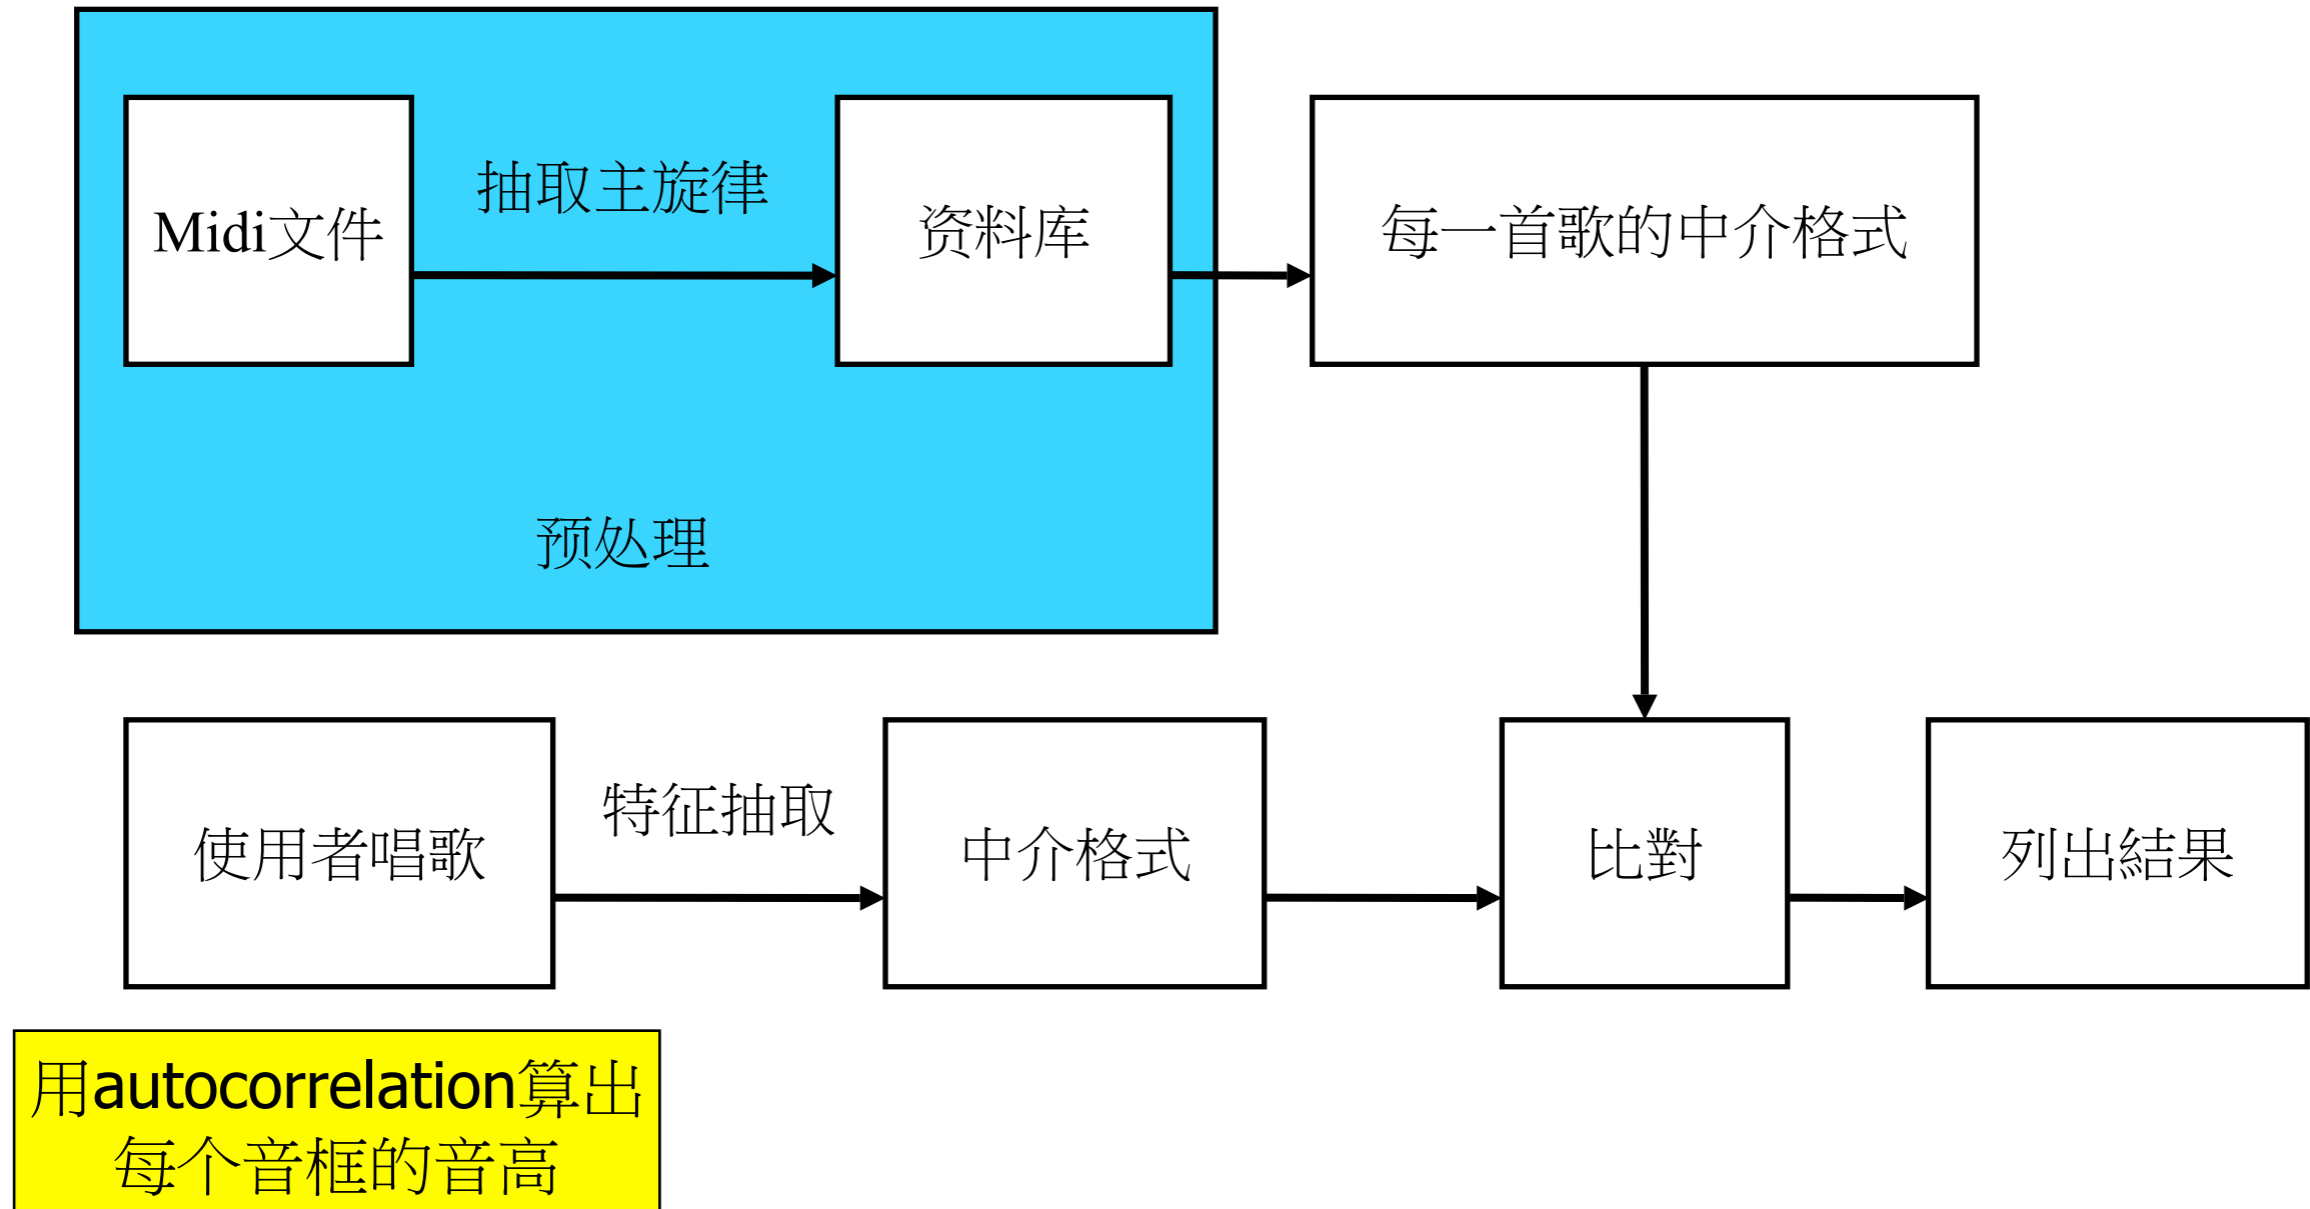 Midi文件
抽取主旋律
资料库
每一首歌的中介格式
预处理
使用者唱歌
特征抽取
中介格式
比對
列出結果
用autocorrelation算出
每个音框的音高